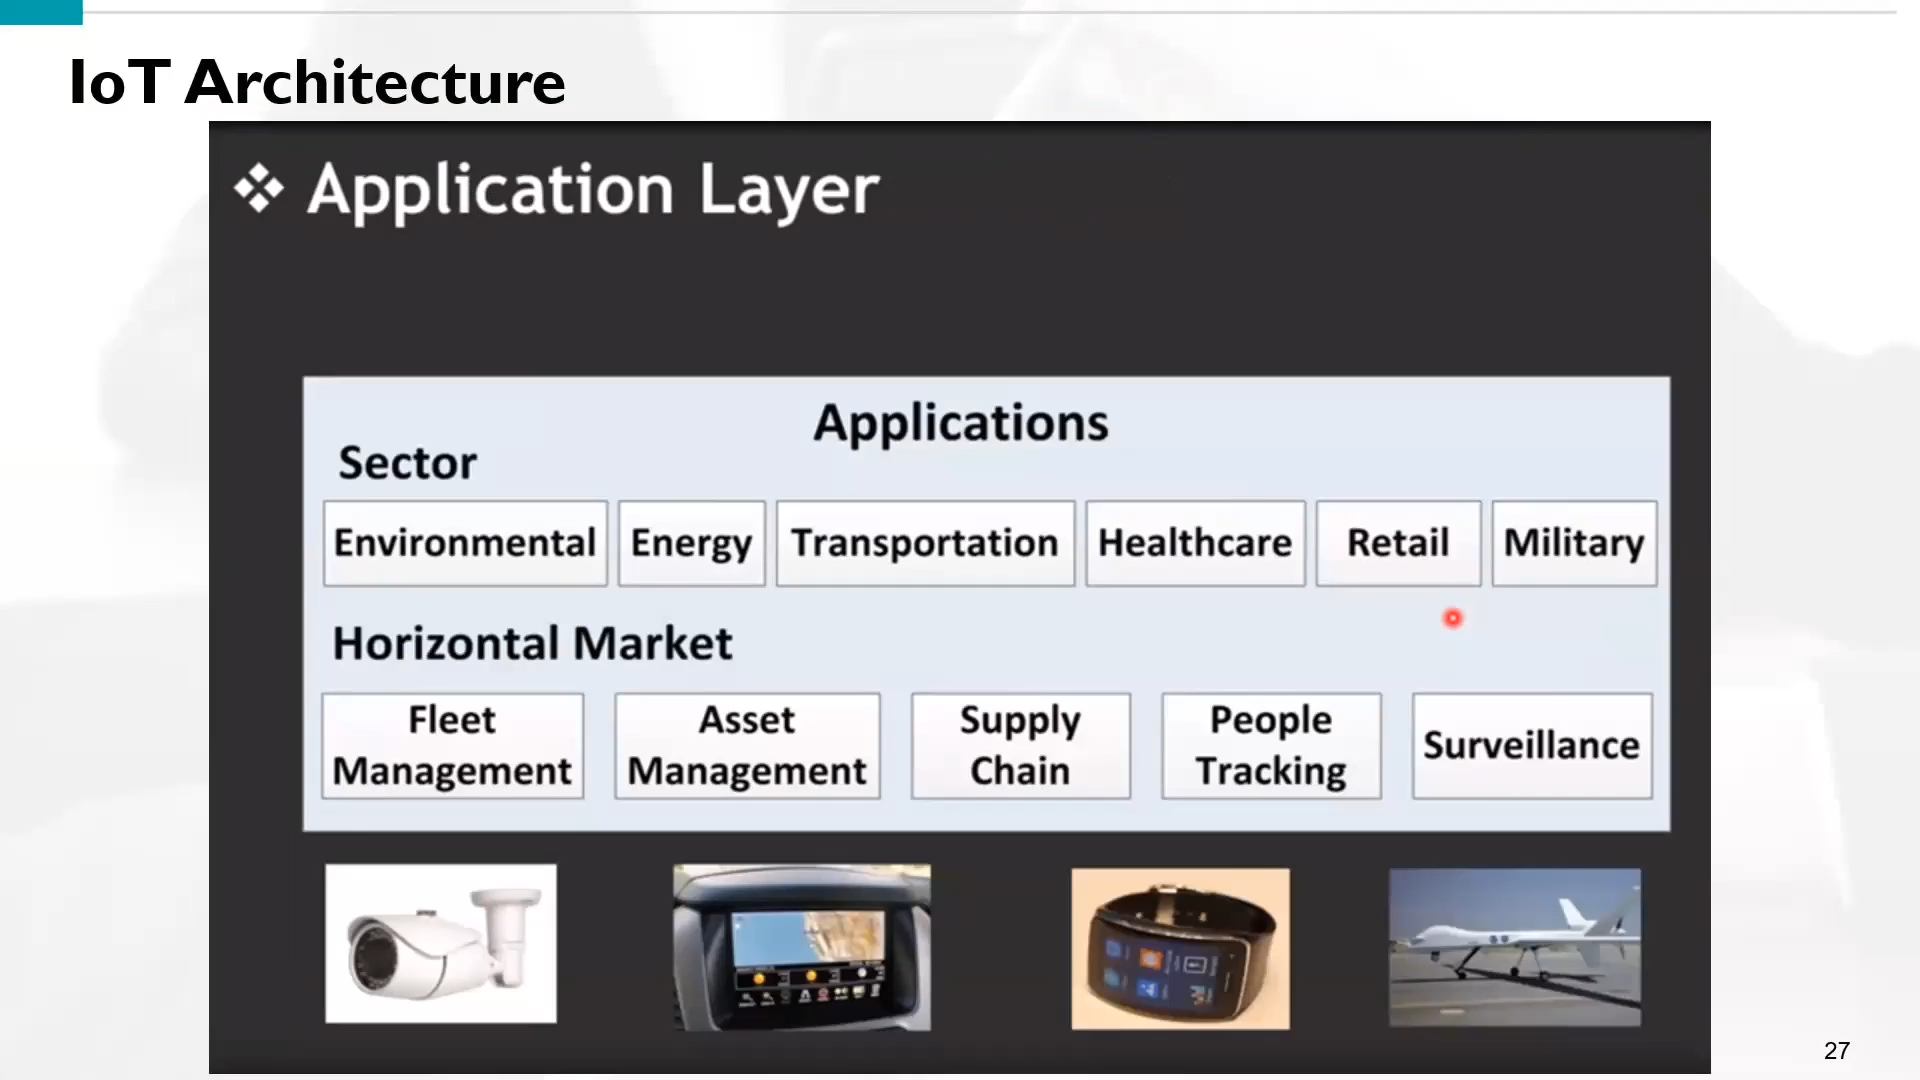 IoT Architecture
Application Layer
Applications
Sector
Environmental
Energy
Transportation
Healthcare
Retail
Military
Horizontal Market
Fleet
Management
Asset
Management
Supply
Chain
People
Tracking
Surveillance
27